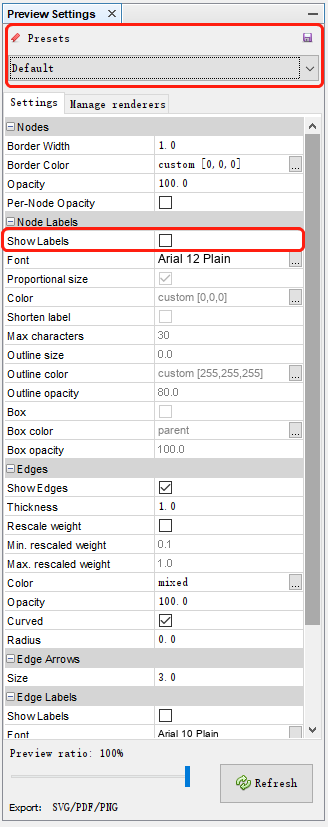 Preview Settings
Presets
Default
Settings Manage renderers
Nodes
Border Width 1.0
Border Color custom [0,0,0] ...
Opacity 100.0
Per-Node Opacity
Node Labels
Show Labels
Font Arial 12 Plain ...
Proportional size
Color custom [0,0,0] ...
Shorten label
Max characters 30
Outline size 0.0
Outline color custom [255,255,255] ...
Outline opacity 80.0
Box
Box color parent ...
Box opacity 100.0
Edges
Show Edges
Thickness 1.0
Rescale weight
Min. rescaled weight 0.1
Max. rescaled weight 1.0
Color mixed ...
Opacity 100.0
Curved
Radius 0.0
Edge Arrows
Size 3.0
Edge Labels
Show Labels
Font Arial 10 Plain ...
Preview ratio: 100%
Refresh
Export: SVG/PDF/PNG